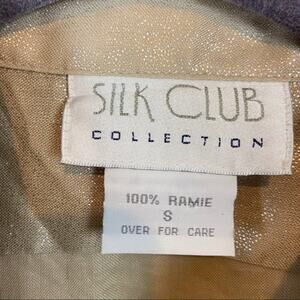 SILK CLUB
COLLECTION
100% RAMIE
S
OVER FOR CARE